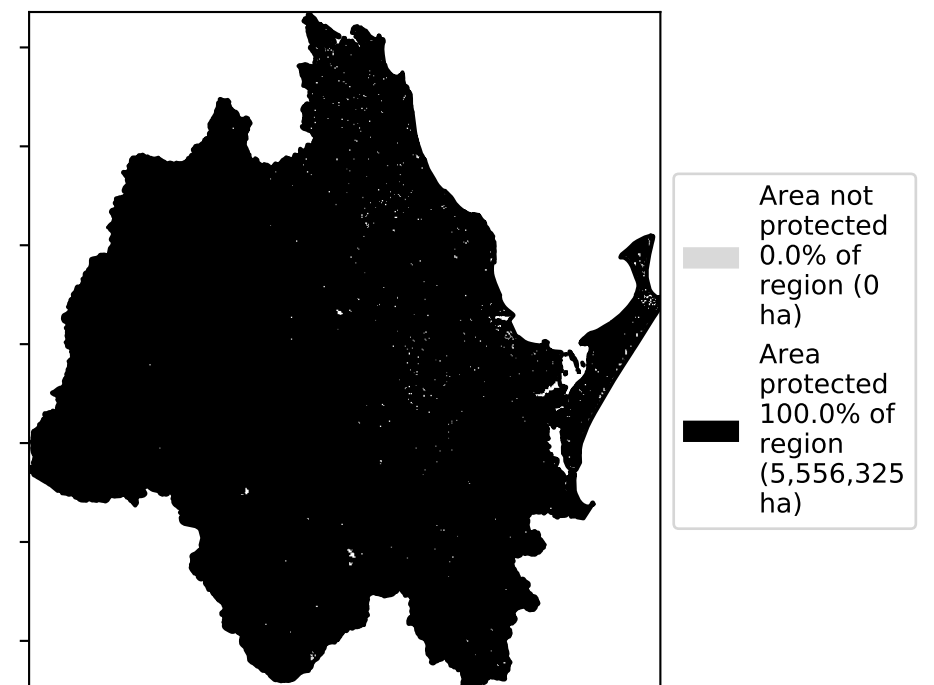 Area not
protected
0.0% of
region (0
ha)
Area
protected
100.0% of
region
(5,556,325
ha)